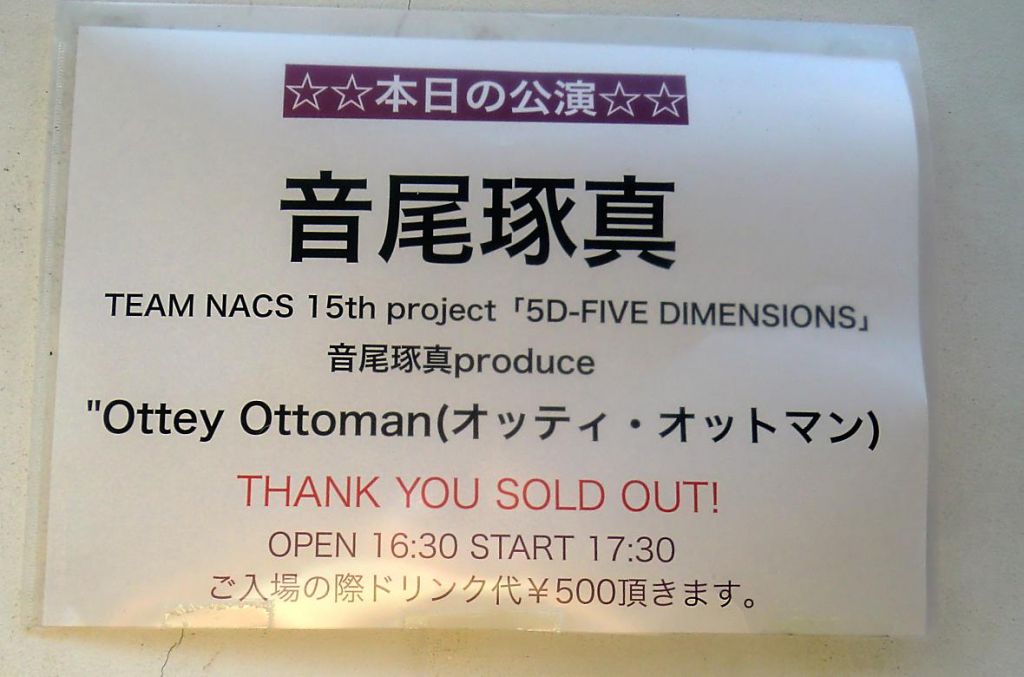 ☆☆本日の公演☆☆
音尾琢真
TEAM NACS 15th project「5D-FIVE DIMENSIONS」
音尾琢真produce
"Ottey Ottoman(オッティ・オットマン)
THANK YOU SOLD OUT!
OPEN 16:30 START 17:30
ご入場の際ドリンク代￥500頂きます。